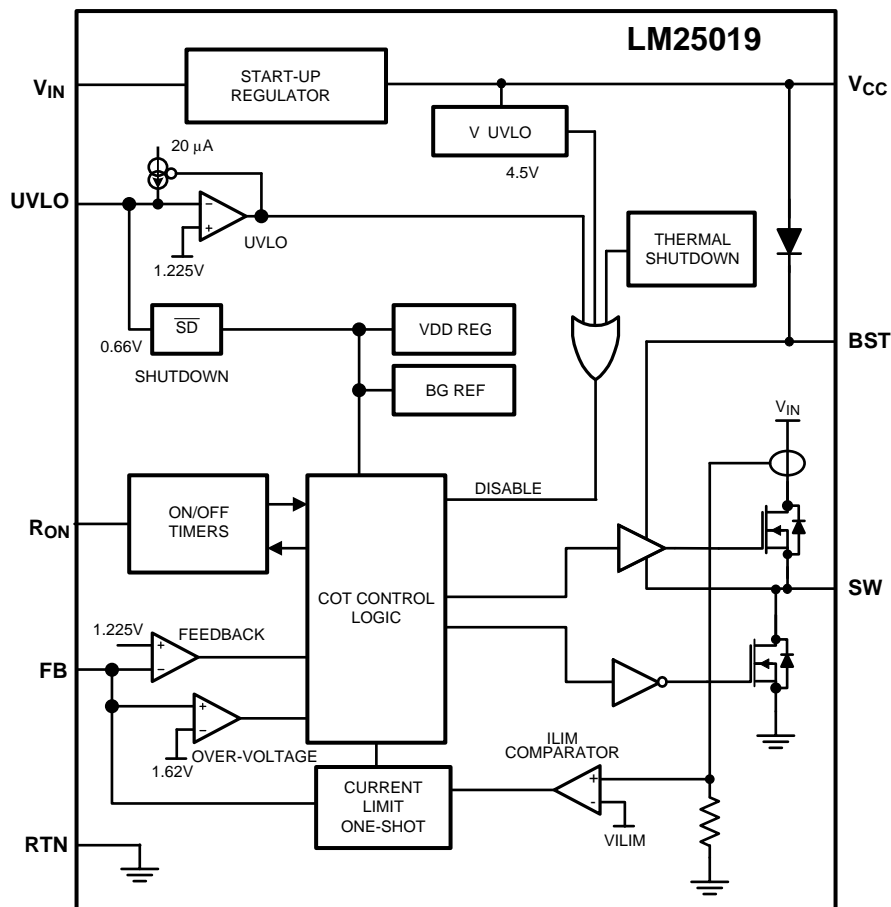 LM25019
START-UP
REGULATOR
VIN
VCC
V UVLO
4.5V
20 μA
UVLO
UVLO
1.225V
THERMAL
SHUTDOWN
SD
0.66V
SHUTDOWN
VDD REG
BG REF
BST
VIN
DISABLE
ON/OFF
TIMERS
RON
COT CONTROL
LOGIC
SW
1.225V
FEEDBACK
FB
OVER-VOLTAGE
1.62V
ILIM
COMPARATOR
CURRENT
LIMIT
ONE-SHOT
VILIM
RTN